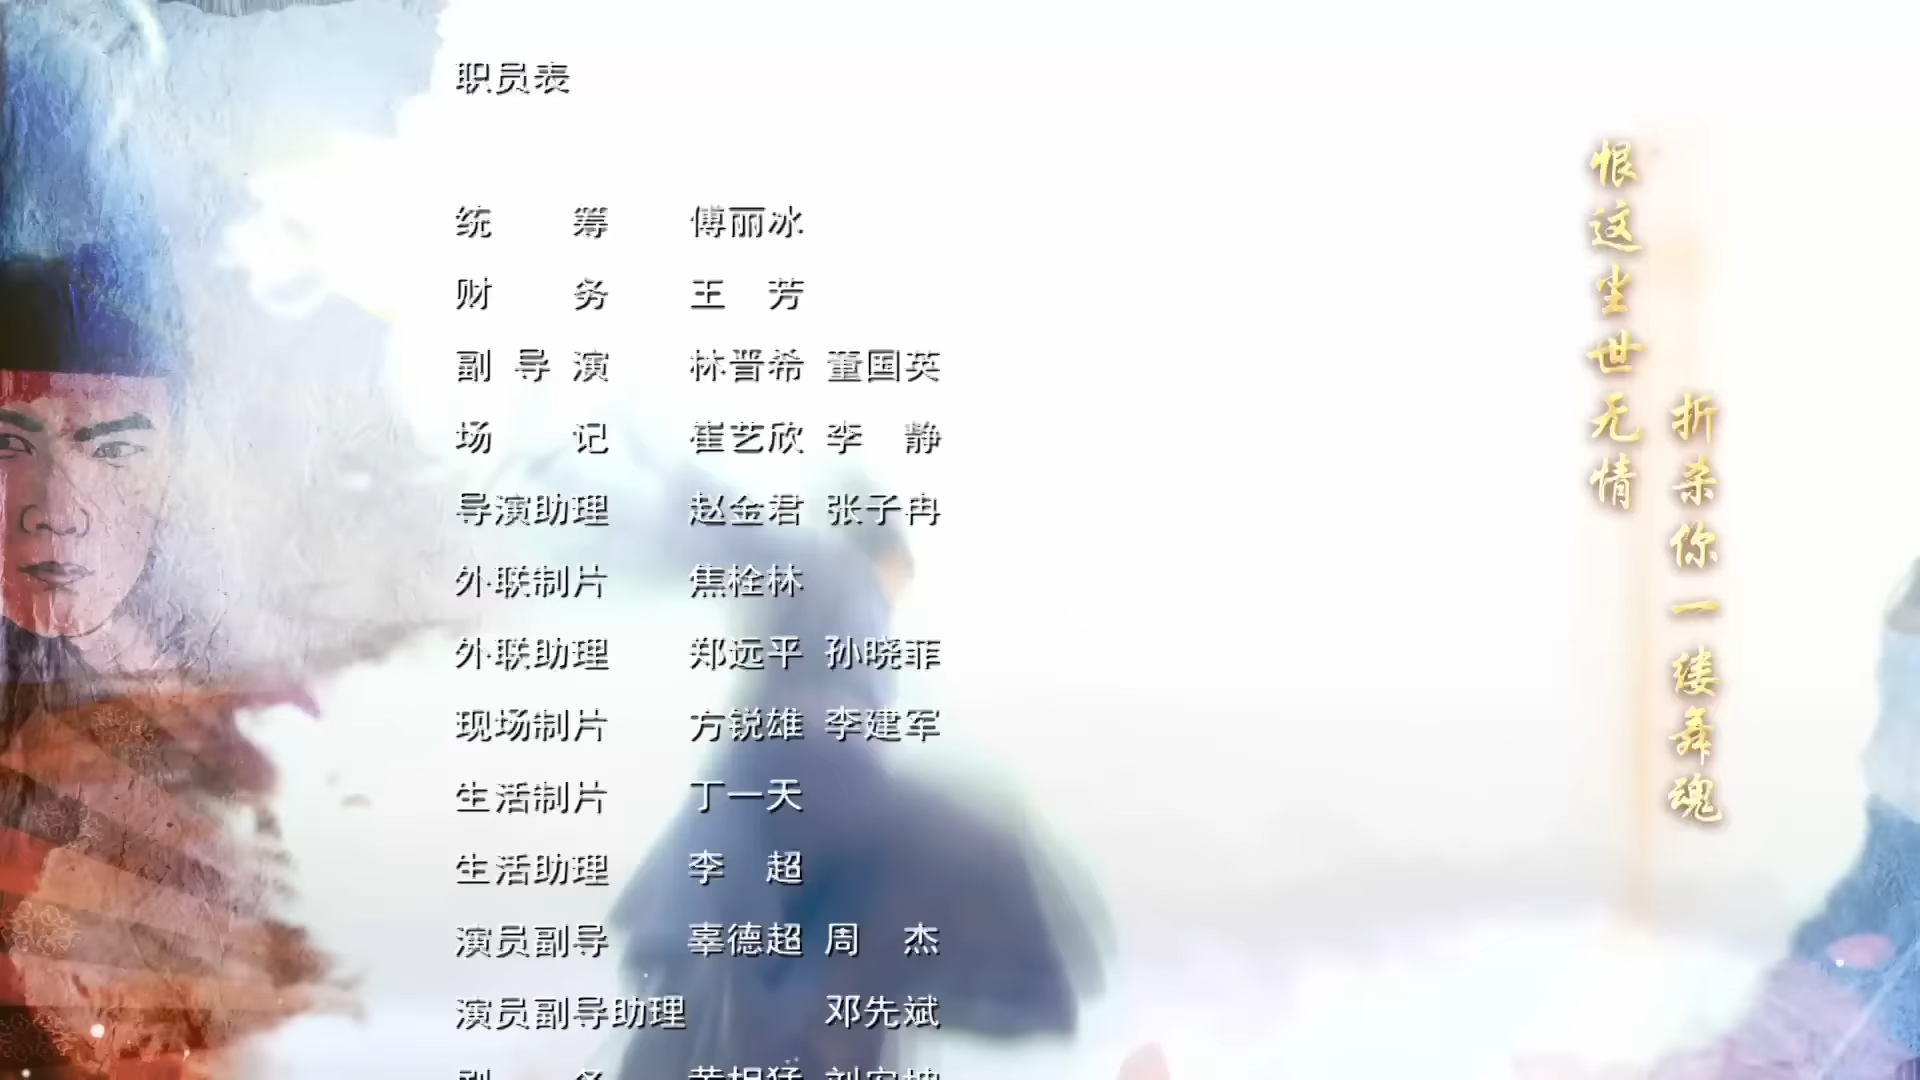 职员表
统 筹 傅丽冰
财 务 王 芳
副 导 演 林晋希 董国英
场 记 崔艺欣 李 静
导演助理 赵金君 张子冉
外联制片 焦栓林
外联助理 郑远平 孙晓菲
现场制片 方锐雄 李建军
生活制片 丁一天
生活助理 李 超
演员副导 辜德超 周 杰
演员副导助理 邓先斌
恨这尘世无情
折杀你一缕舞魂